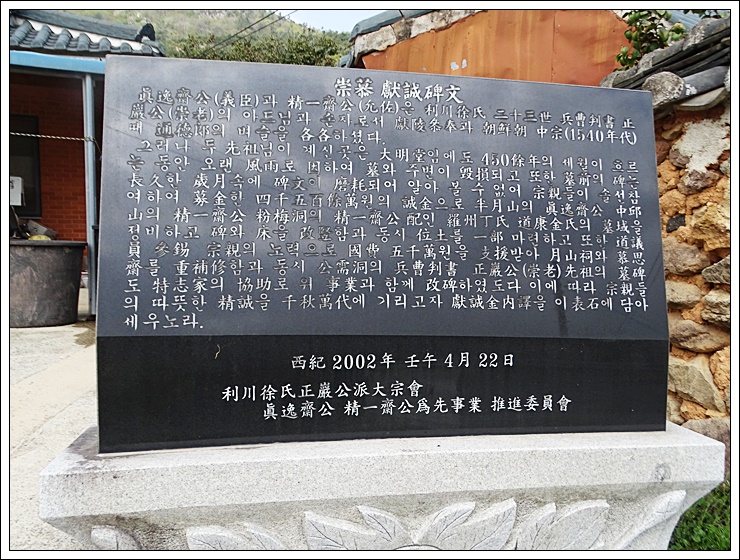 崇慕 獻誠碑文
眞逸齋公(義臣)과 精一齋公(允佐)은 利川徐氏 二十三世 兵曹判書 正
嚴公(崇老)의 아드님과 손자로서 獻陵參奉과 朝鮮朝 中宗(1540年代)
때 通德郎의 벼슬을 各各하셨다.
그러나 두 先祖님이 계신곳은 大明堂임에도 450餘年의 세월이 흐르
는 동안 오랜 風雨로 因하여 墓와 주변이 毁損되고 또한 墓前의 碑는
長久한 歲月속에 碑文이 磨耗되어 알아 볼 수 없어 宗親들이 솔선참
여하여 募金한 四千五百餘萬원의 誠金으로 半月山의 眞逸齋公 中邱
山의 精一齋公 粉梅洞의 精一齋公 配인 羅州丁氏 道康金氏의 墓域을
정비하고 碑와 床을 改竪함과 동시 位土를 一部 마력하고 또한 道議
員 參錫 宗親의 노력으로 國費 五千萬원을 支援받아 月山祠와 慕思
齋를 重補修함과 동시 公需洞의 兵曹判書 正嚴公(崇老)先祖의 墓碑
도 特志家의 協助로 위 事業과 함께 改碑하였도다 이에 따라 宗親들
의 따뜻한 精誠을 千秋萬代에 기리고자 獻誠金內譯을 이表石에 담아
세우노라.
西紀 2002年 壬午 4月 22日
利川徐氏正嚴公派大宗會
眞逸齋公 精一齋公爲先事業 推進委員會